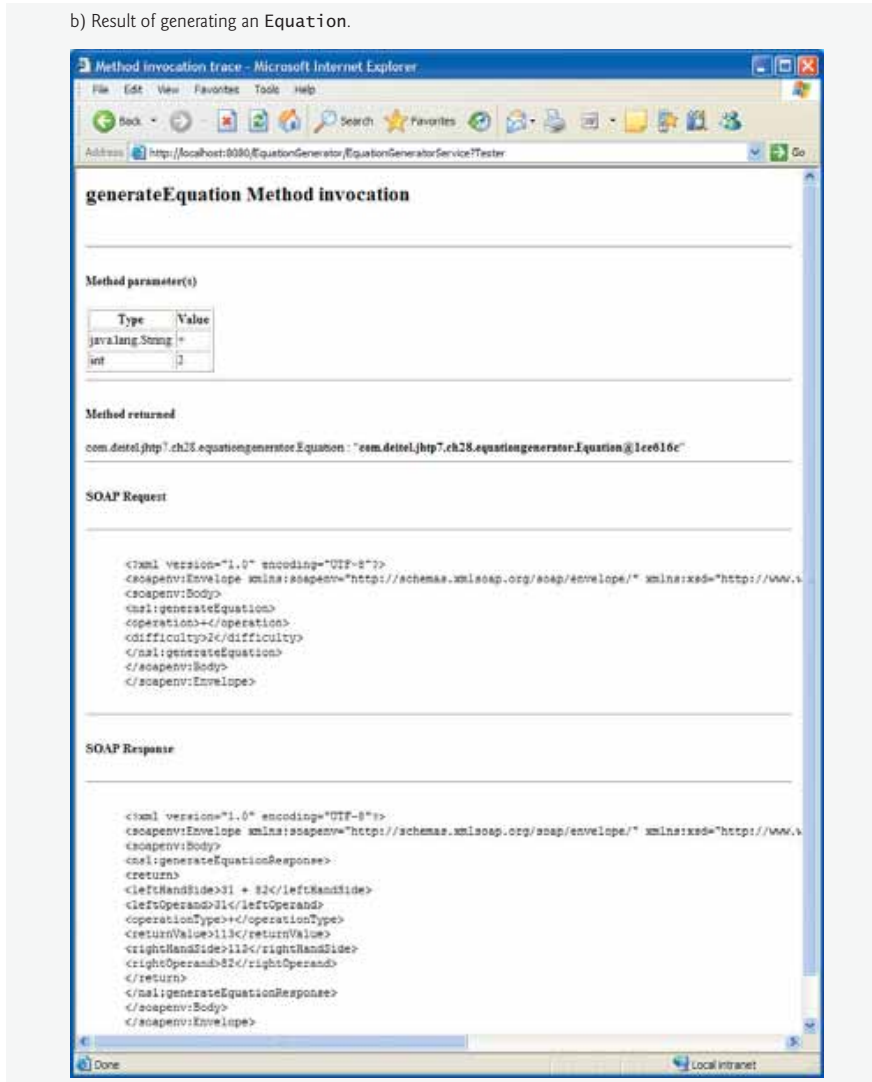 b) Result of generating an Equation.
Method invocation trace - Microsoft Internet Explorer
File Edit View Favorites Tools Help
Back Search Favorites
Address http://localhost:8080/EquationGenerator/EquationGeneratorService?Tester Go
generateEquation Method invocation
Method parameter(s)
Type Value
java.lang.String +
int 2
Method returned
com.deitel.jhtp7.ch28.equationgenerator.Equation : "com.deitel.jhtp7.ch28.equationgenerator.Equation@1ce616c"
SOAP Request
<?xml version="1.0" encoding="UTF-8"?>
<soapenv:Envelope xmlns:soapenv="http://schemas.xmlsoap.org/soap/envelope/" xmlns:xsd="http://www.
<soapenv:Body>
<ns1:generateEquation>
<operation>+</operation>
<difficulty>2</difficulty>
</ns1:generateEquation>
</soapenv:Body>
</soapenv:Envelope>
SOAP Response
<?xml version="1.0" encoding="UTF-8"?>
<soapenv:Envelope xmlns:soapenv="http://schemas.xmlsoap.org/soap/envelope/" xmlns:xsd="http://www.
<soapenv:Body>
<ns1:generateEquationResponse>
<return>
<leftHandSide>31 + 82</leftHandSide>
<leftOperand>31</leftOperand>
<operationType>+</operationType>
<returnValue>113</returnValue>
<rightHandSide>113</rightHandSide>
<rightOperand>82</rightOperand>
</return>
</ns1:generateEquationResponse>
</soapenv:Body>
</soapenv:Envelope>
Done Local intranet